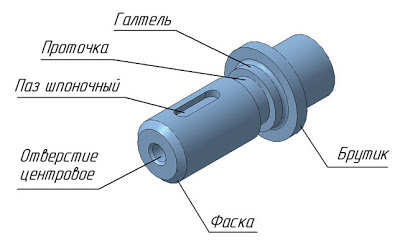 Галтель
Проточка
Паз шпоночный
Отверстие
центровое
Брутик
Фаска